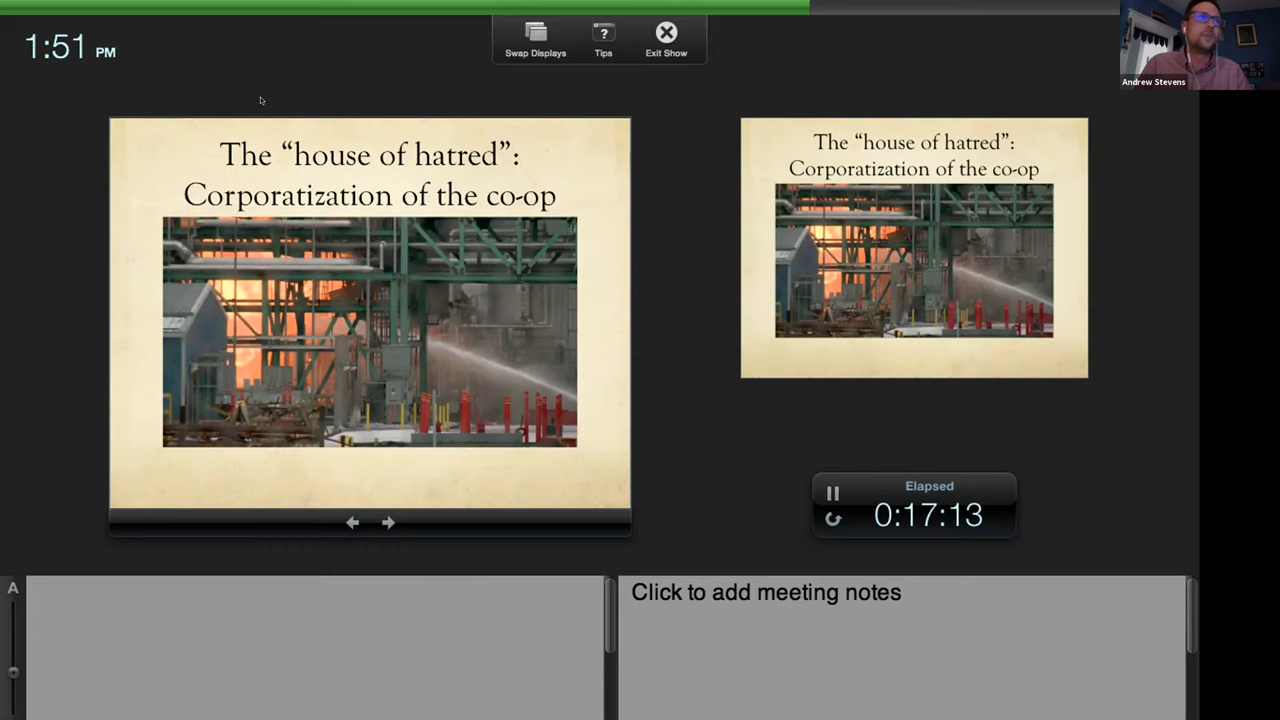 1:51 PM
Swap Displays
Tips
Exit Show
Andrew Stevens
The “house of hatred”:
Corporatization of the co-op
The “house of hatred”:
Corporatization of the co-op
Elapsed
0:17:13
A
Click to add meeting notes